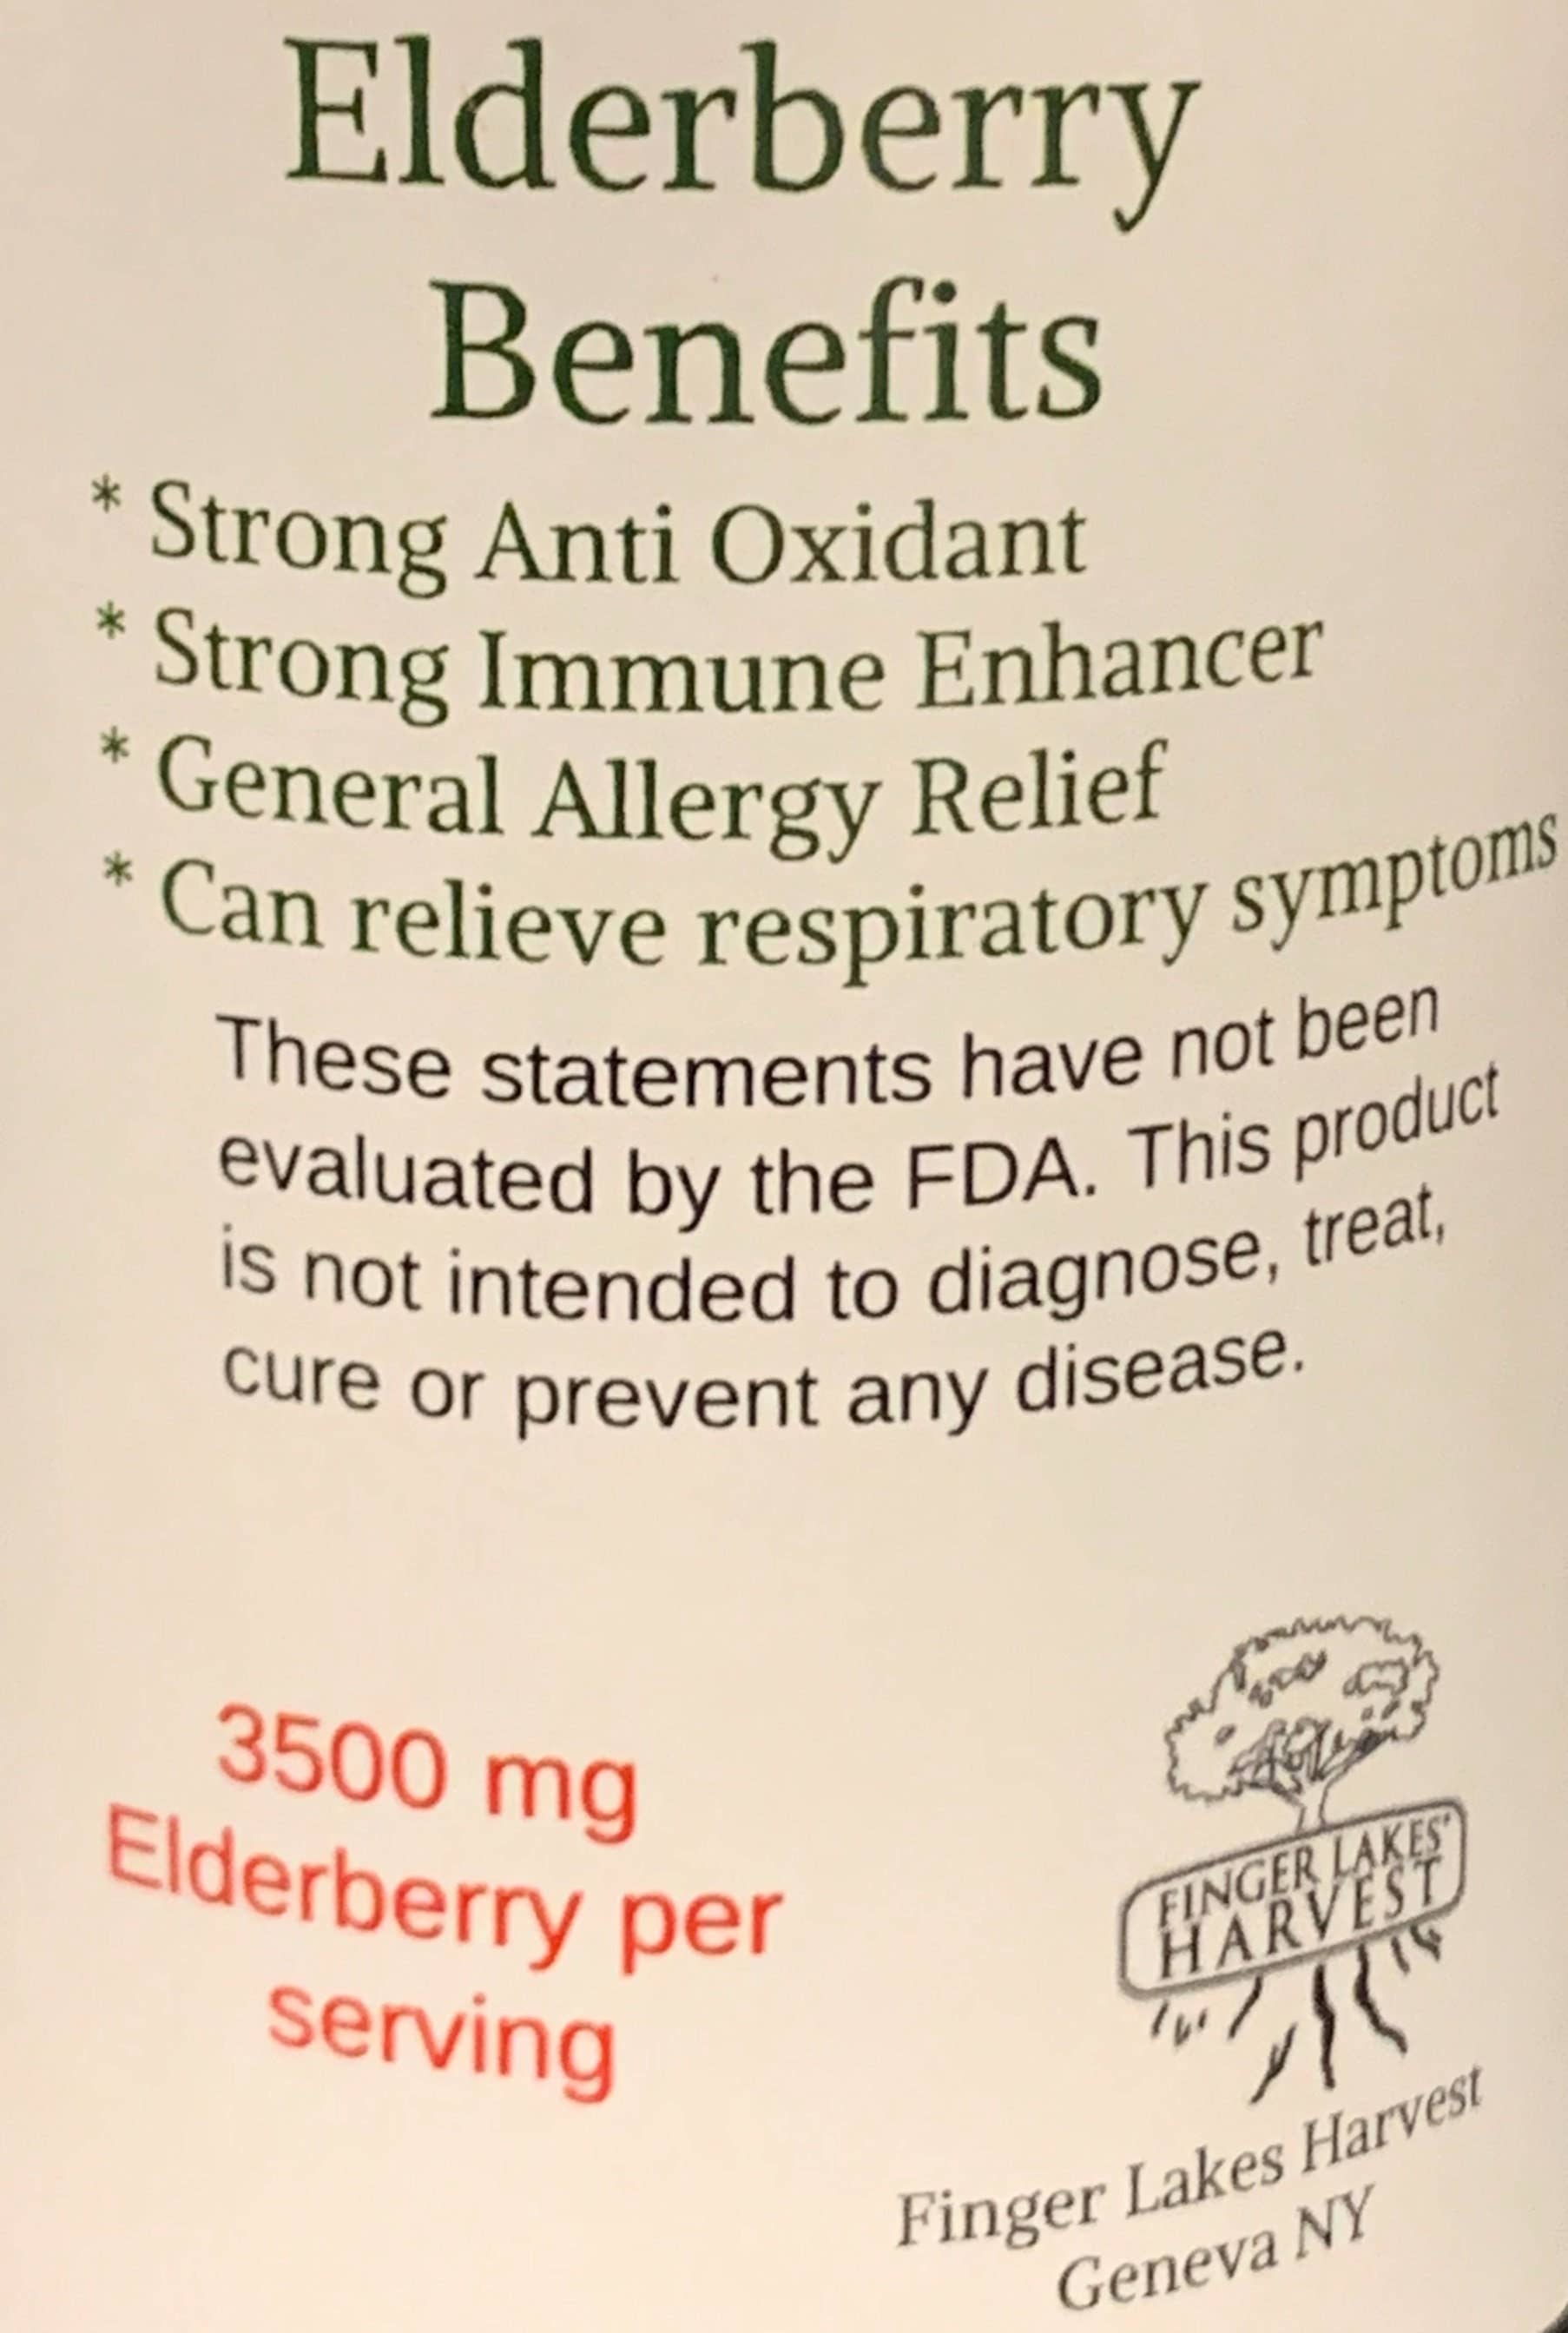 Elderberry
Benefits
* Strong Anti Oxidant
* Strong Immune Enhancer
* General Allergy Relief
* Can relieve respiratory symptoms
These statements have not been
evaluated by the FDA. This product
is not intended to diagnose, treat,
cure or prevent any disease.
3500 mg
Elderberry per
serving
FINGER LAKES'
HARVEST
Finger Lakes Harvest
Geneva NY